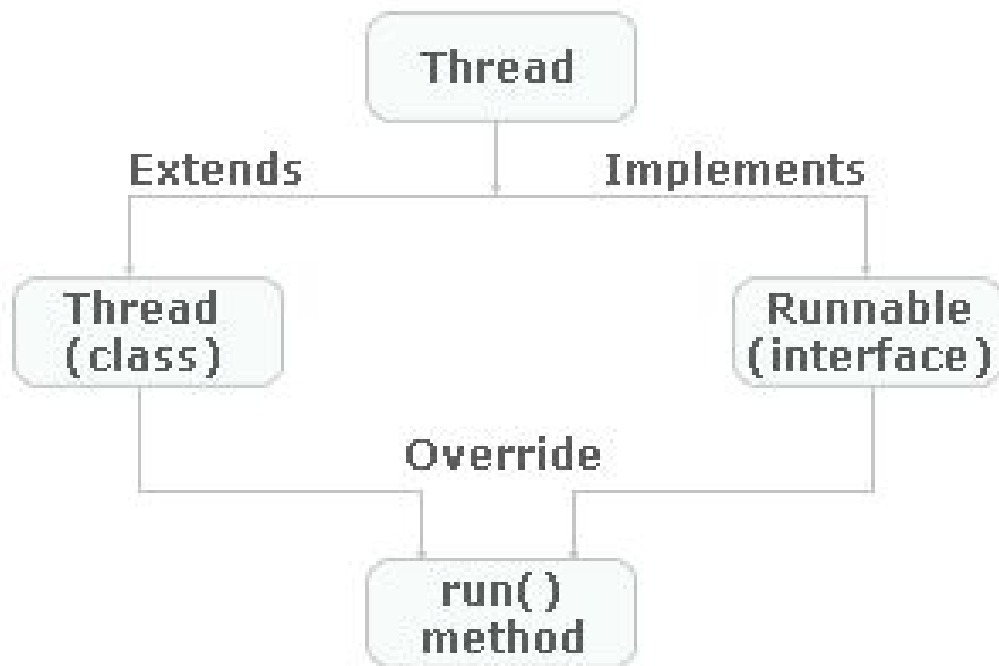 Thread
Extends
Implements
Thread
(class)
Runnable
(interface)
Override
run()
method